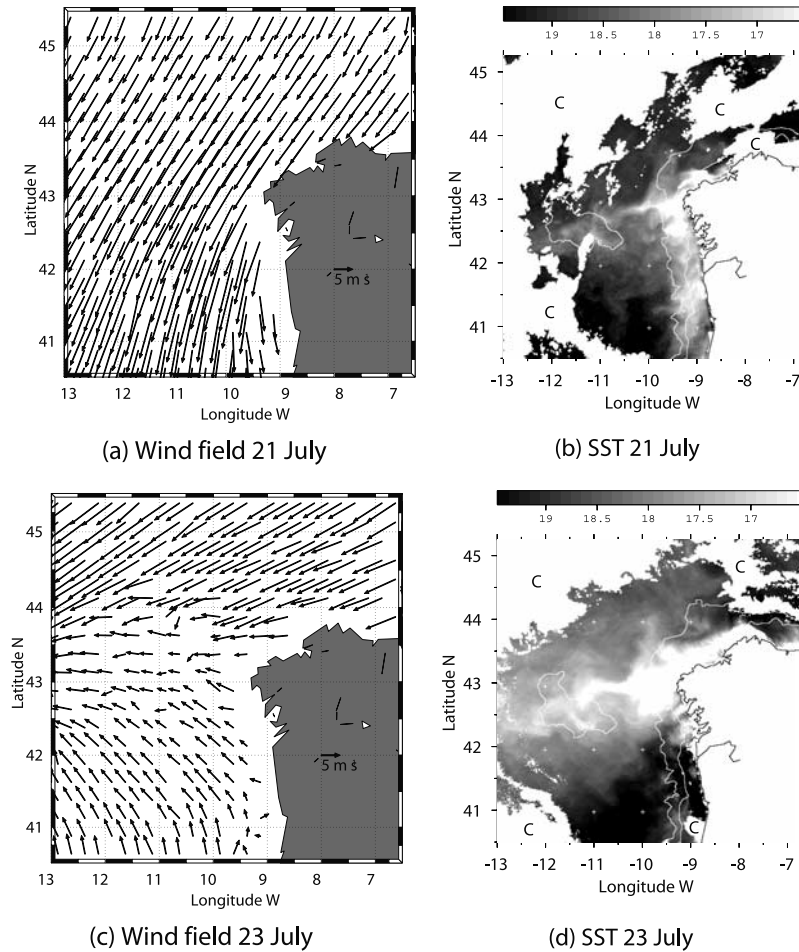 45
44
43
42
41
Latitude N
5 m s
13 12 11 10 9 8 7
Longitude W
(a) Wind field 21 July
19 18.5 18 17.5 17
45
44
43
42
41
Latitude N
C
C
C
C
-13 -12 -11 -10 -9 -8 -7
Longitude W
(b) SST 21 July
45
44
43
42
41
Latitude N
5 m s
13 12 11 10 9 8 7
Longitude W
(c) Wind field 23 July
19 18.5 18 17.5 17
45
44
43
42
41
Latitude N
C
C
C
C
-13 -12 -11 -10 -9 -8 -7
Longitude W
(d) SST 23 July